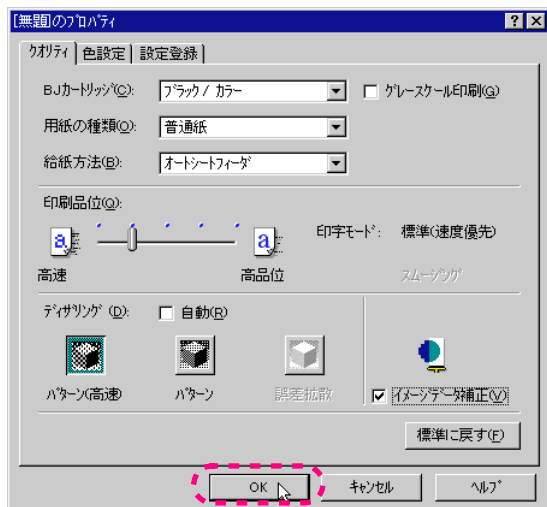 [無題]のプロパティ
クオリティ 色設定 設定登録
BJカートリッジ(C): ブラック / カラー グレースケール印刷(G)
用紙の種類(O): 普通紙
給紙方法(B): オートシートフィーダ
印刷品位(Q):
a a 印字モード: 標準(速度優先)
高速 高品位 スムージング
ディザリング (D): 自動(R)
パターン(高速) パターン 誤差拡散 イメージデータ補正(V)
標準に戻す(F)
OK キャンセル ヘルプ